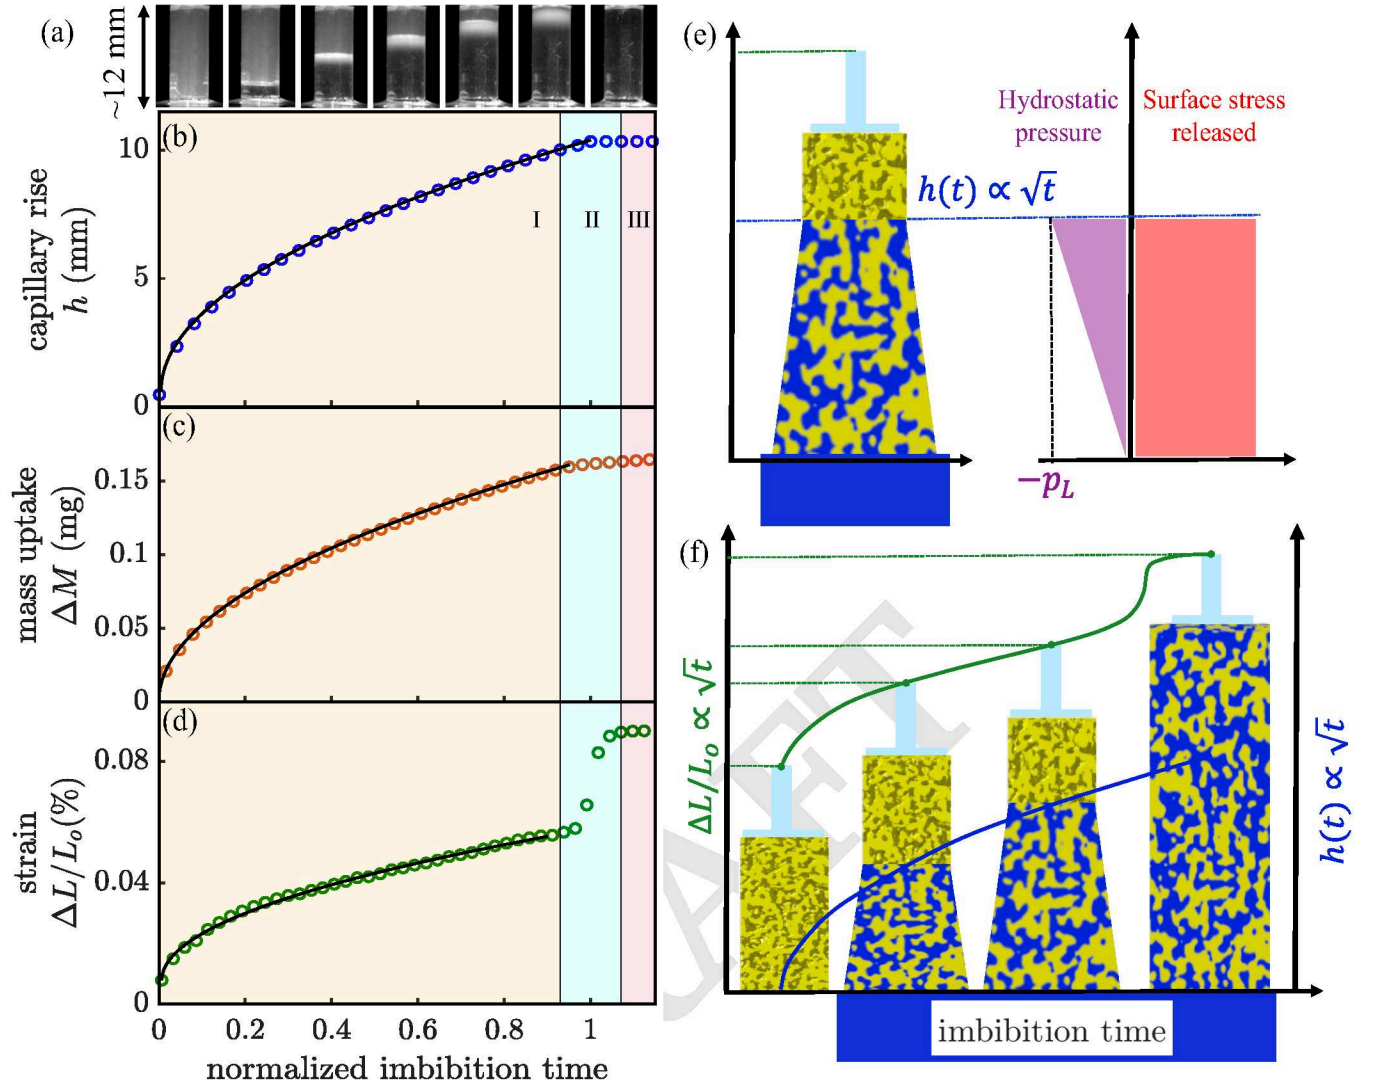 (a)
~12 mm
(b)
capillary rise
h (mm)
10
5
0
I
II
III
(c)
mass uptake
ΔM (mg)
0.15
0.1
0.05
0
(d)
strain
ΔL/Lₒ(%)
0.08
0.04
0
0
0.2
0.4
0.6
0.8
1
normalized imbibition time
(e)
Hydrostatic
pressure
Surface stress
released
h(t) ∝ √t
−p_L
(f)
ΔL/Lₒ ∝ √t
h(t) ∝ √t
imbibition time